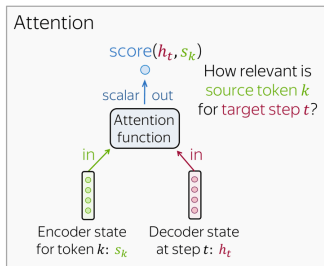 Attention
score(hₜ, sₖ)
How relevant is
source token k
for target step t?
scalar out
Attention
function
in in
Encoder state
for token k: sₖ
Decoder state
at step t: hₜ